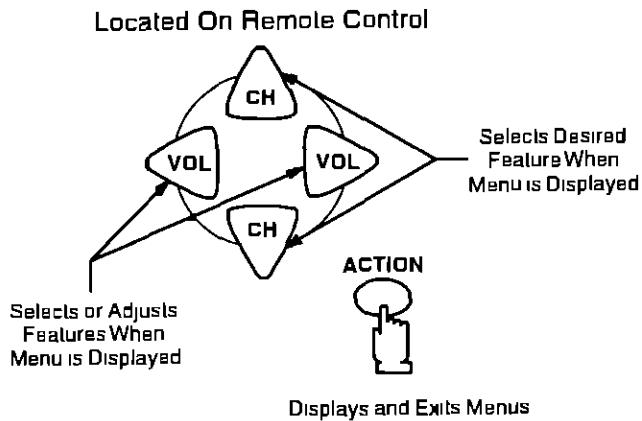 Located On Remote Control
CH
VOL
VOL
CH
Selects Desired
Feature When
Menu is Displayed
ACTION
Selects or Adjusts
Features When
Menu is Displayed
Displays and Exits Menus